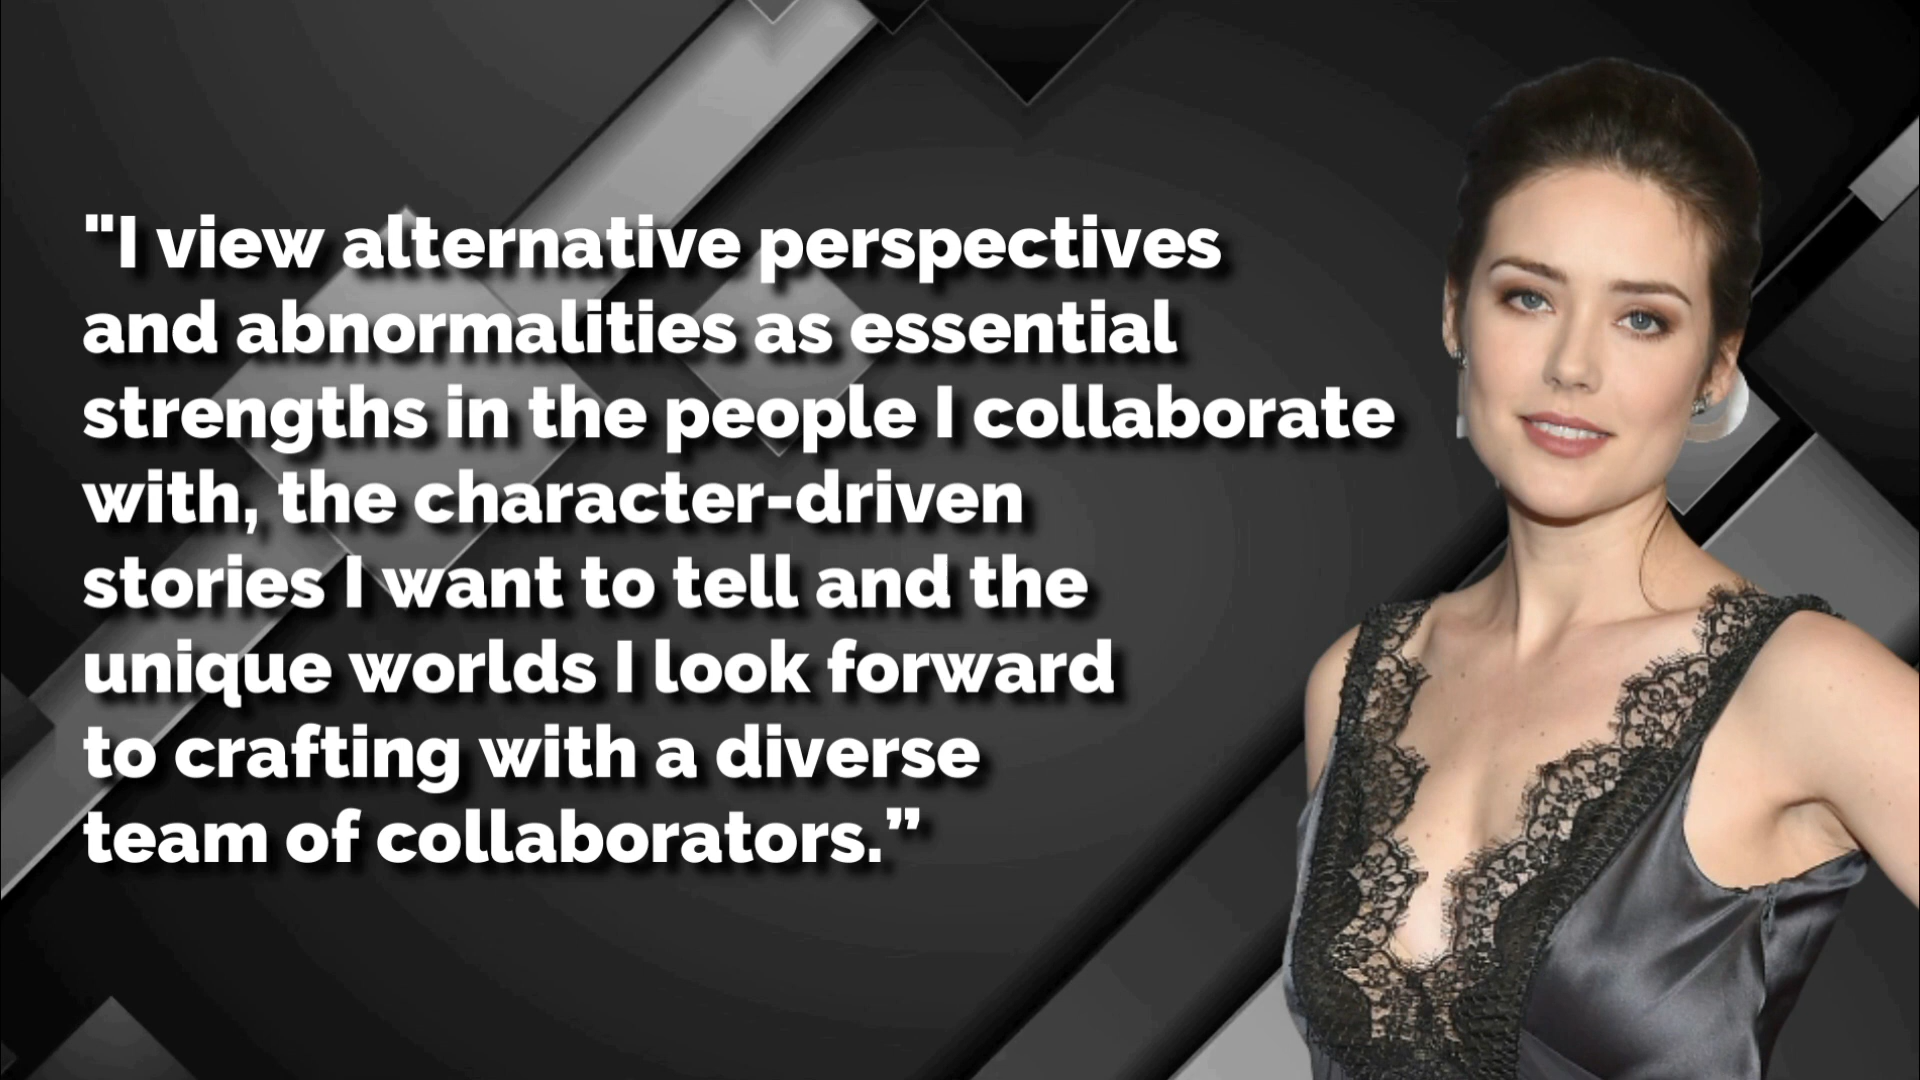 "I view alternative perspectives
and abnormalities as essential
strengths in the people I collaborate
with, the character-driven
stories I want to tell and the
unique worlds I look forward
to crafting with a diverse
team of collaborators.”